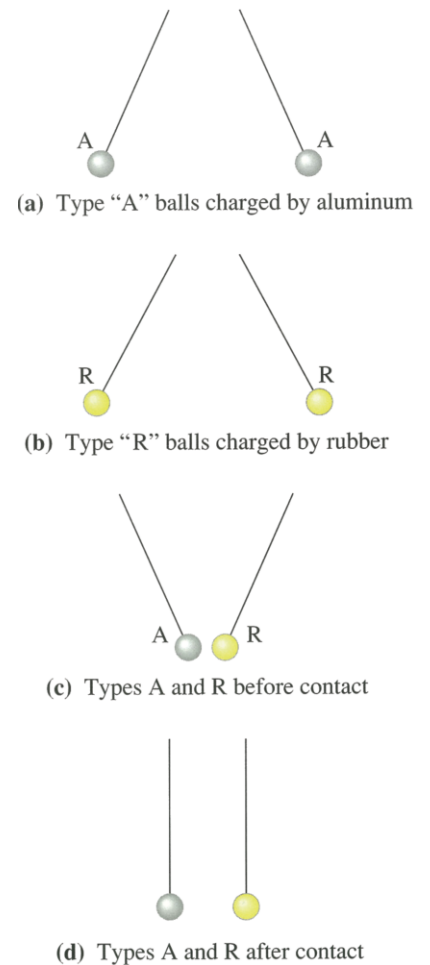 A A
(a) Type “A” balls charged by aluminum
R R
(b) Type “R” balls charged by rubber
A R
(c) Types A and R before contact
(d) Types A and R after contact